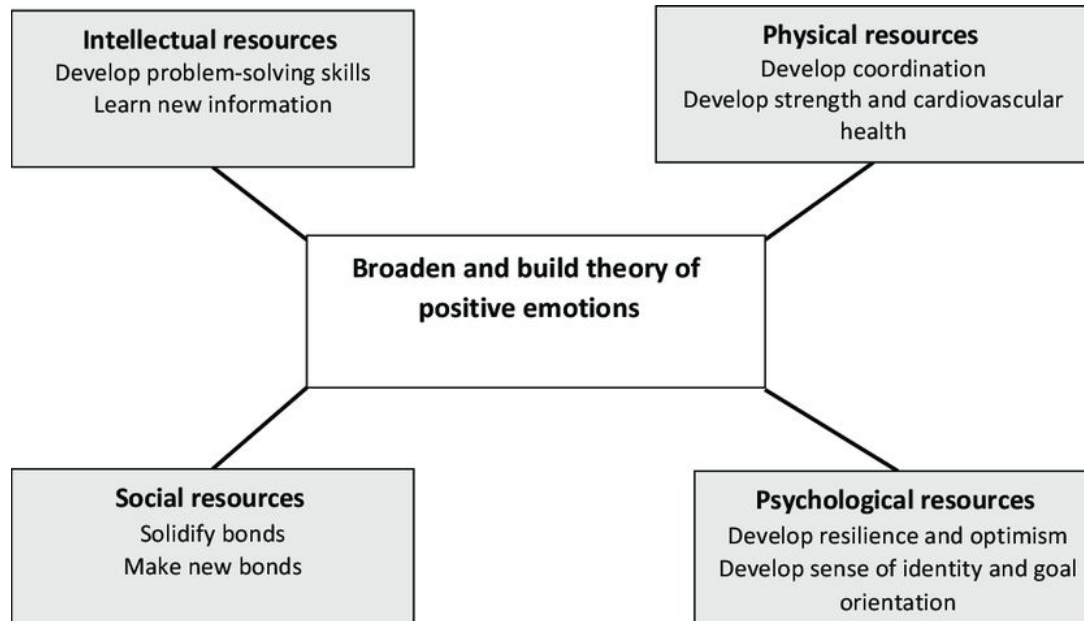 Intellectual resources
Develop problem-solving skills
Learn new information
Physical resources
Develop coordination
Develop strength and cardiovascular
health
Broaden and build theory of
positive emotions
Social resources
Solidify bonds
Make new bonds
Psychological resources
Develop resilience and optimism
Develop sense of identity and goal
orientation